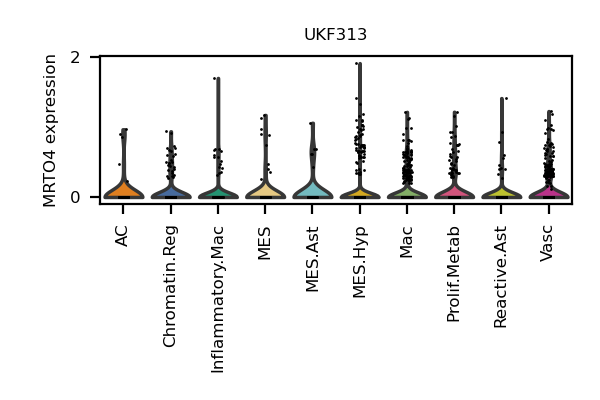 UKF313
MRTO4 expression
2
0
AC
Chromatin.Reg
Inflammatory.Mac
MES
MES.Ast
MES.Hyp
Mac
Prolif.Metab
Reactive.Ast
Vasc